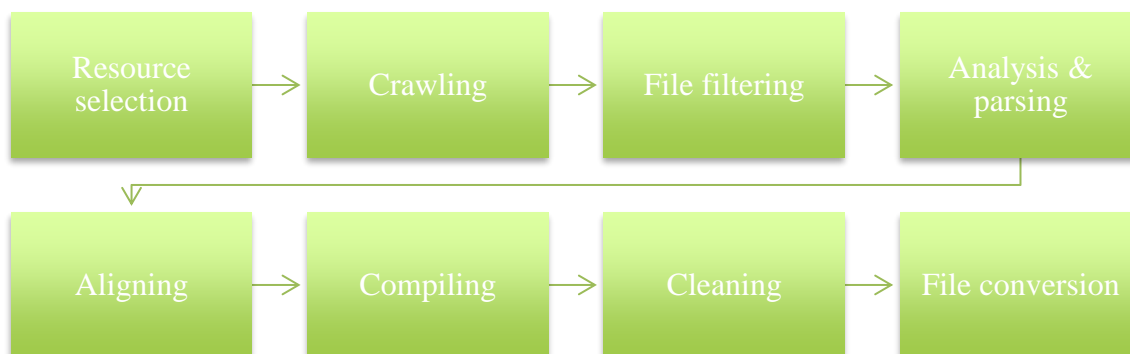 Resource
selection
Crawling
File filtering
Analysis &
parsing
Aligning
Compiling
Cleaning
File conversion